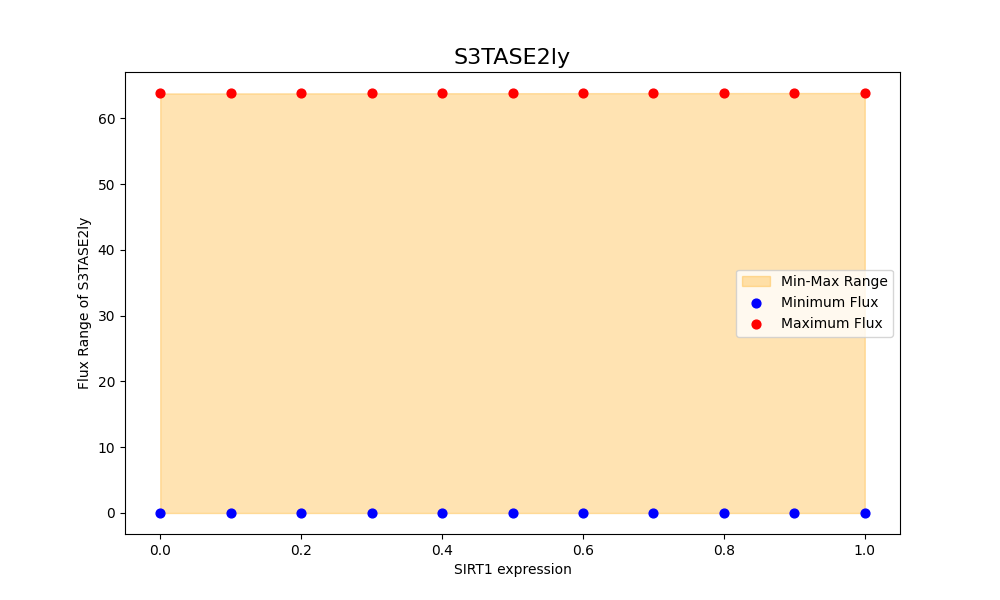 S3TASE2ly
Flux Range of S3TASE2ly
60
50
40
30
20
10
0
Min-Max Range
Minimum Flux
Maximum Flux
0.0 0.2 0.4 0.6 0.8 1.0
SIRT1 expression